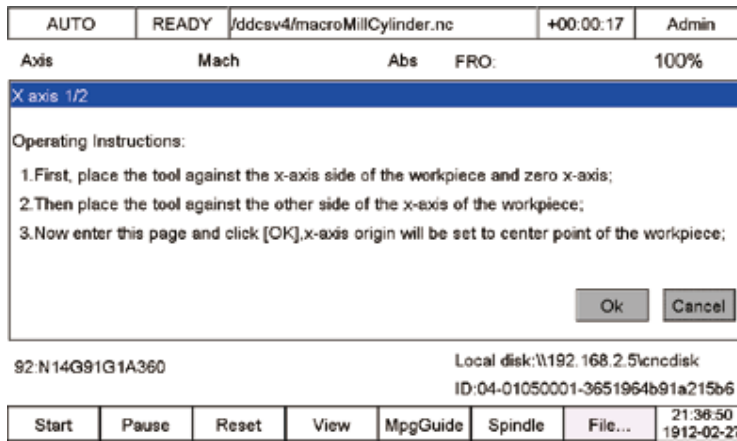 AUTO READY /ddcsv4/macroMillCylinder.nc +00:00:17 Admin
Axis Mach Abs FRO: 100%
X axis 1/2
Operating Instructions:
1.First, place the tool against the x-axis side of the workpiece and zero x-axis;
2.Then place the tool against the other side of the x-axis of the workpiece;
3.Now enter this page and click [OK],x-axis origin will be set to center point of the workpiece;
Ok Cancel
92:N14G91G1A360 Local disk:\\192.168.2.5\cncdisk
ID:04-01050001-3651964b91a215b6
Start Pause Reset View MpgGuide Spindle File... 21:36:50
1912-02-27